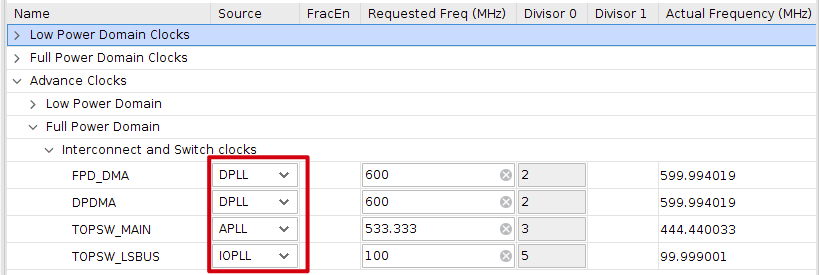 Name Source FracEn Requested Freq (MHz) Divisor 0 Divisor 1 Actual Frequency (MHz)
Low Power Domain Clocks
Full Power Domain Clocks
Advance Clocks
Low Power Domain
Full Power Domain
Interconnect and Switch clocks
FPD_DMA DPLL 600 2 599.994019
DPDMA DPLL 600 2 599.994019
TOPSW_MAIN APLL 533.333 3 444.440033
TOPSW_LSBUS IOPLL 100 5 99.999001